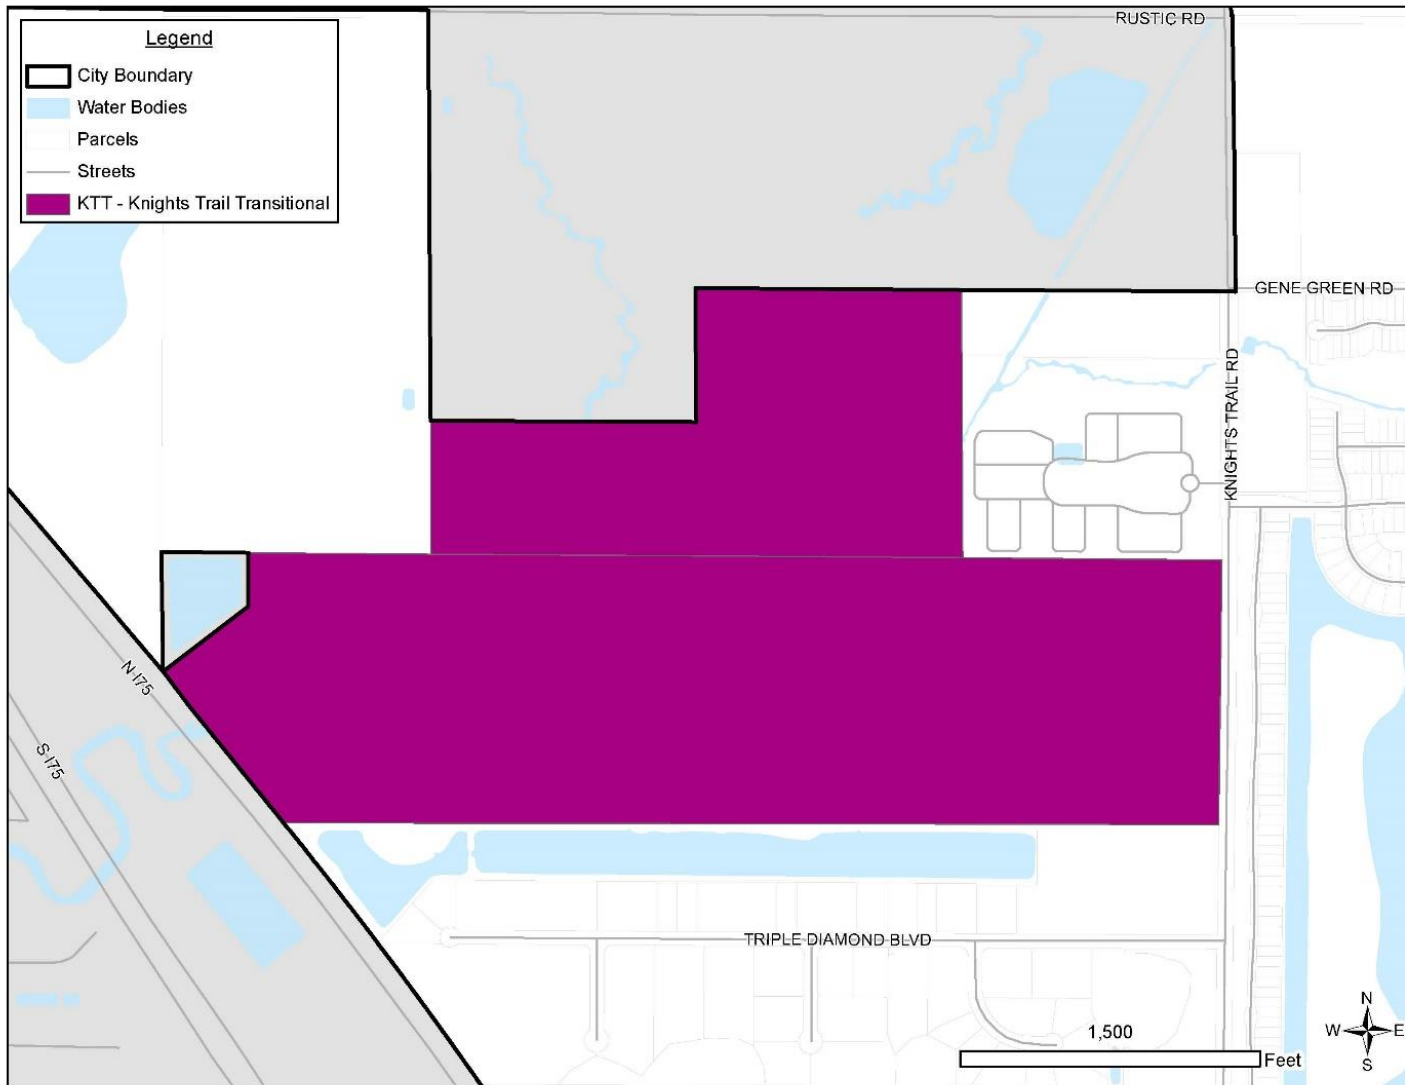 RUSTIC RD
Legend
City Boundary
Water Bodies
Parcels
Streets
KTT - Knights Trail Transitional
GENE GREEN RD
KNIGHTS TRAIL RD
N I75
S I75
TRIPLE DIAMOND BLVD
1,500
Feet
N
W
E
S